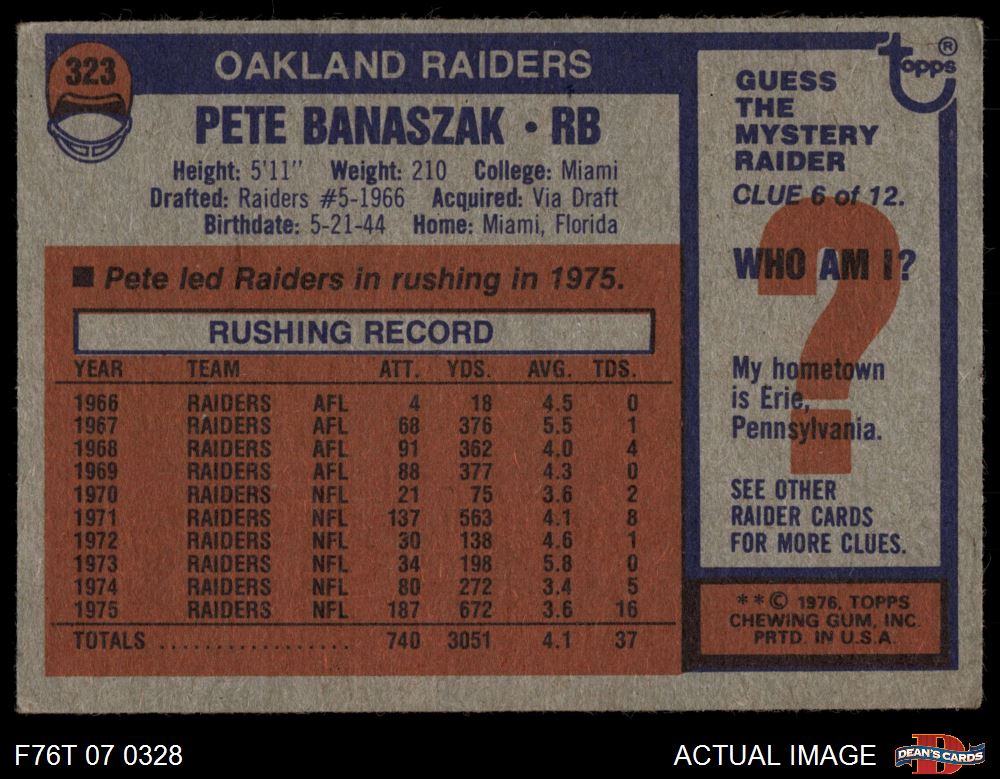 323
OAKLAND RAIDERS
PETE BANASZAK • RB
Height: 5'11" Weight: 210 College: Miami
Drafted: Raiders #5-1966 Acquired: Via Draft
Birthdate: 5-21-44 Home: Miami, Florida
■ Pete led Raiders in rushing in 1975.
RUSHING RECORD
YEAR TEAM ATT. YDS. AVG. TDS.
1966 RAIDERS AFL 4 18 4.5 0
1967 RAIDERS AFL 68 376 5.5 1
1968 RAIDERS AFL 91 362 4.0 4
1969 RAIDERS AFL 88 377 4.3 0
1970 RAIDERS NFL 21 75 3.6 2
1971 RAIDERS NFL 137 563 4.1 8
1972 RAIDERS NFL 30 138 4.6 1
1973 RAIDERS NFL 34 198 5.8 0
1974 RAIDERS NFL 80 272 3.4 5
1975 RAIDERS NFL 187 672 3.6 16
TOTALS ................. 740 3051 4.1 37
topps ®
GUESS
THE
MYSTERY
RAIDER
CLUE 6 of 12.
WHO AM I?
?
My hometown
is Erie,
Pennsylvania.
SEE OTHER
RAIDER CARDS
FOR MORE CLUES.
**© 1976, TOPPS
CHEWING GUM, INC.
PRTD. IN U.S.A.
F76T 07 0328
ACTUAL IMAGE
DEAN'S CARDS